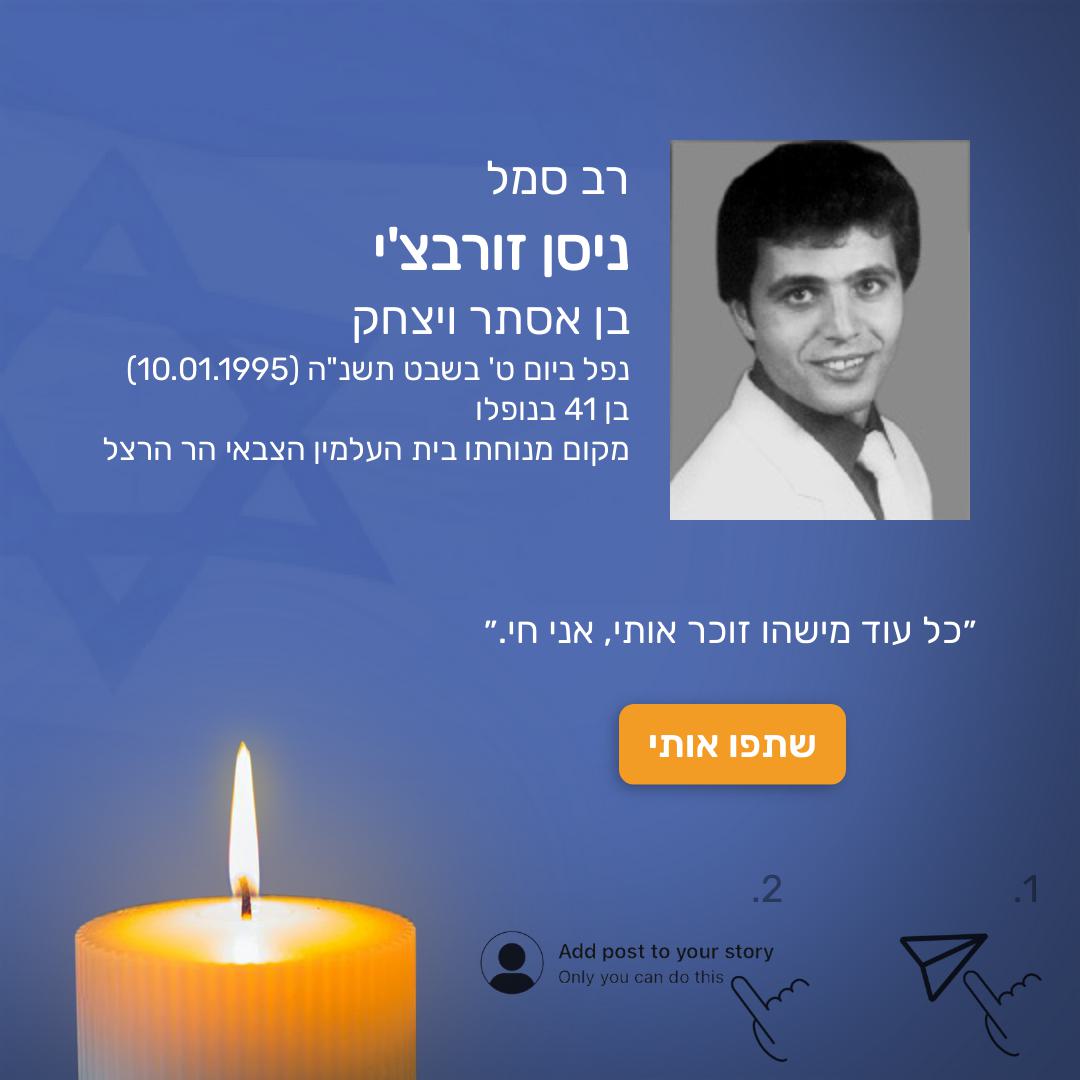 רב סמל
ניסן זורבצ'י
בן אסתר ויצחק
נפל ביום ט' בשבט תשנ"ה (10.01.1995)
בן 41 בנופלו
מקום מנוחתו בית העלמין הצבאי הר הרצל
״כל עוד מישהו זוכר אותי, אני חי.״
שתפו אותי
.1
.2
Add post to your story
Only you can do this